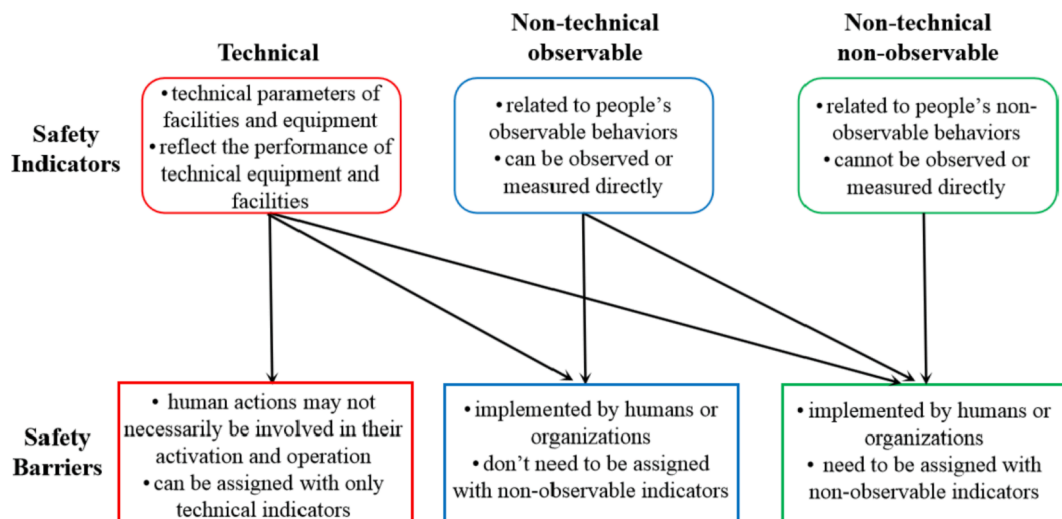 Technical
Non-technical
observable
Non-technical
non-observable
Safety
Indicators
• technical parameters of
facilities and equipment
• reflect the performance of
technical equipment and
facilities
• related to people's
observable behaviors
• can be observed or
measured directly
• related to people's non-
observable behaviors
• cannot be observed or
measured directly
Safety
Barriers
• human actions may not
necessarily be involved in their
activation and operation
• can be assigned with only
technical indicators
• implemented by humans or
organizations
• don't need to be assigned
with non-observable indicators
• implemented by humans or
organizations
• need to be assigned with
non-observable indicators